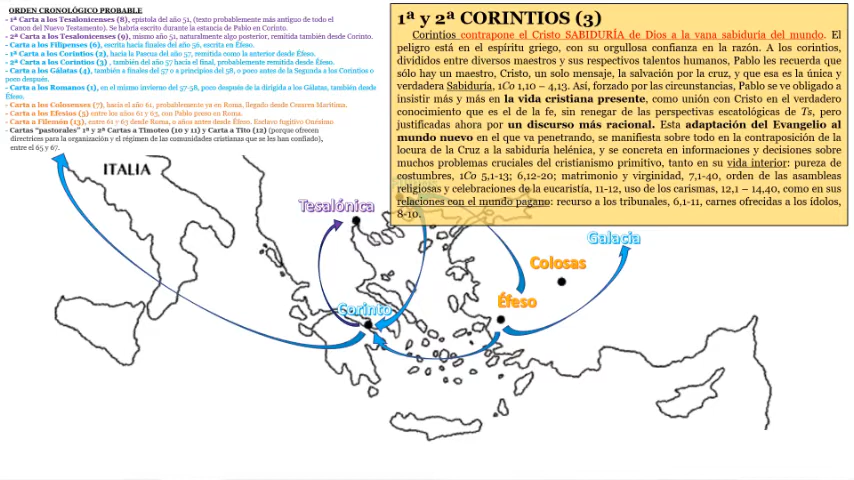 ORDEN CRONOLÓGICO PROBABLE
- 1ª Carta a los Tesalonicenses (8), epístola del año 51, (texto probablemente más antiguo de todo el
Canon del Nuevo Testamento). Se habría escrito durante la estancia de Pablo en Corinto.
- 2ª Carta a los Tesalonicenses (9), mismo año 51, naturalmente algo posterior, remitida también desde Corinto.
- Carta a los Filipenses (6), escrita hacia finales del año 56, escrita en Éfeso.
- 1ª Carta a los Corintios (2), hacia la Pascua del año 57, remitida como la anterior desde Éfeso.
- 2ª Carta a los Corintios (3) , también del año 57 hacia el final, probablemente remitida desde Éfeso.
- Carta a los Gálatas (4), también a finales del 57 o a principios del 58, o poco antes de la Segunda a los Corintios o
poco después.
- Carta a los Romanos (1), en el mismo invierno del 57-58, poco después de la dirigida a los Gálatas, también desde
Éfeso.
- Carta a los Colosenses (7), hacia el año 61, probablemente ya en Roma, llegado desde Cesarea Marítima.
- Carta a los Efesios (5) entre los años 61 y 63, con Pablo preso en Roma.
- Carta a Filemón (13), entre 61 y 63 desde Roma, o años antes desde Éfeso. Esclavo fugitivo Onésimo
- Cartas “pastorales” 1ª y 2ª Cartas a Timoteo (10 y 11) y Carta a Tito (12) (porque ofrecen
directrices para la organización y el régimen de las comunidades cristianas que se les han confiado),
entre el 65 y 67.
1ª y 2ª CORINTIOS (3)
Corintios contrapone el Cristo SABIDURÍA de Dios a la vana sabiduría del mundo. El
peligro está en el espíritu griego, con su orgullosa confianza en la razón. A los corintios,
divididos entre diversos maestros y sus respectivos talentos humanos, Pablo les recuerda que
sólo hay un maestro, Cristo, un solo mensaje, la salvación por la cruz, y que esa es la única y
verdadera Sabiduría, 1Co 1,10 – 4,13. Así, forzado por las circunstancias, Pablo se ve obligado a
insistir más y más en la vida cristiana presente, como unión con Cristo en el verdadero
conocimiento que es el de la fe, sin renegar de las perspectivas escatológicas de Ts, pero
justificadas ahora por un discurso más racional. Esta adaptación del Evangelio al
mundo nuevo en el que va penetrando, se manifiesta sobre todo en la contraposición de la
locura de la Cruz a la sabiduría helénica, y se concreta en informaciones y decisiones sobre
muchos problemas cruciales del cristianismo primitivo, tanto en su vida interior: pureza de
costumbres, 1Co 5,1-13; 6,12-20; matrimonio y virginidad, 7,1-40, orden de las asambleas
religiosas y celebraciones de la eucaristía, 11-12, uso de los carismas, 12,1 – 14,40, como en sus
relaciones con el mundo pagano: recurso a los tribunales, 6,1-11, carnes ofrecidas a los ídolos,
8-10.
ITALIA
Tesalónica
Galacia
Colosas
Éfeso
Corinto